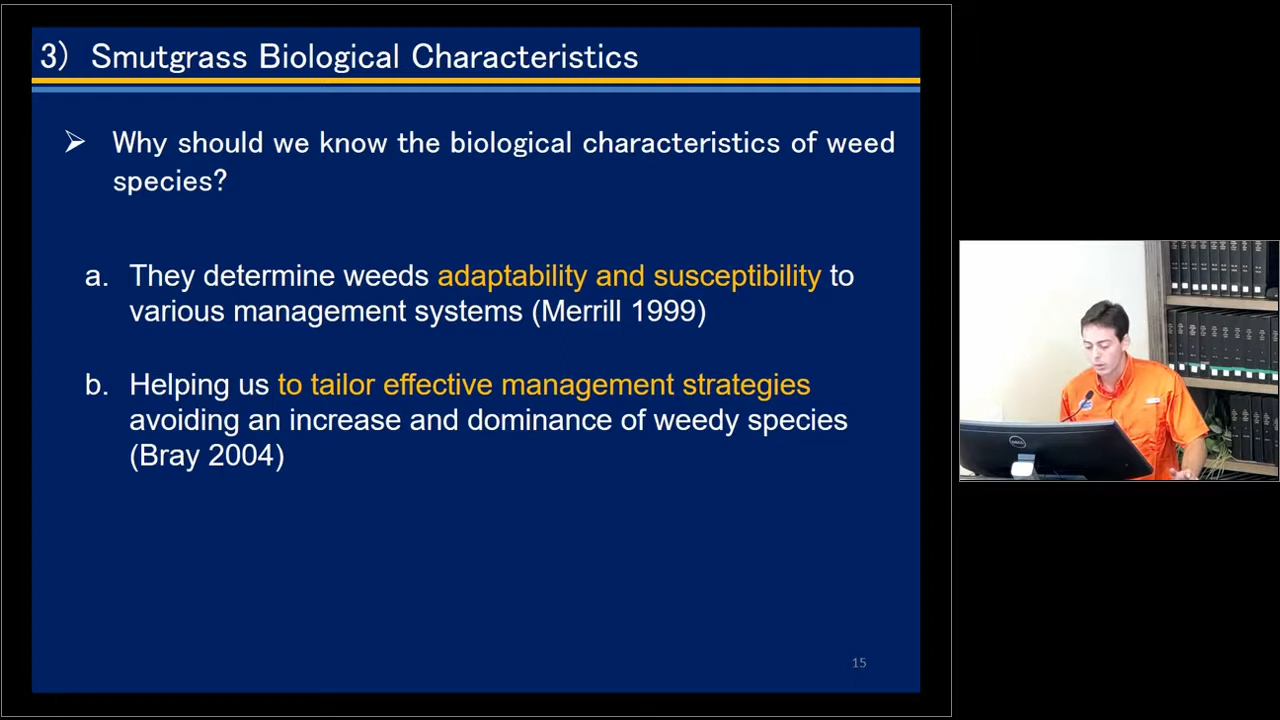 3) Smutgrass Biological Characteristics
➢ Why should we know the biological characteristics of weed
species?
a. They determine weeds adaptability and susceptibility to
various management systems (Merrill 1999)
b. Helping us to tailor effective management strategies
avoiding an increase and dominance of weedy species
(Bray 2004)
15
DELL